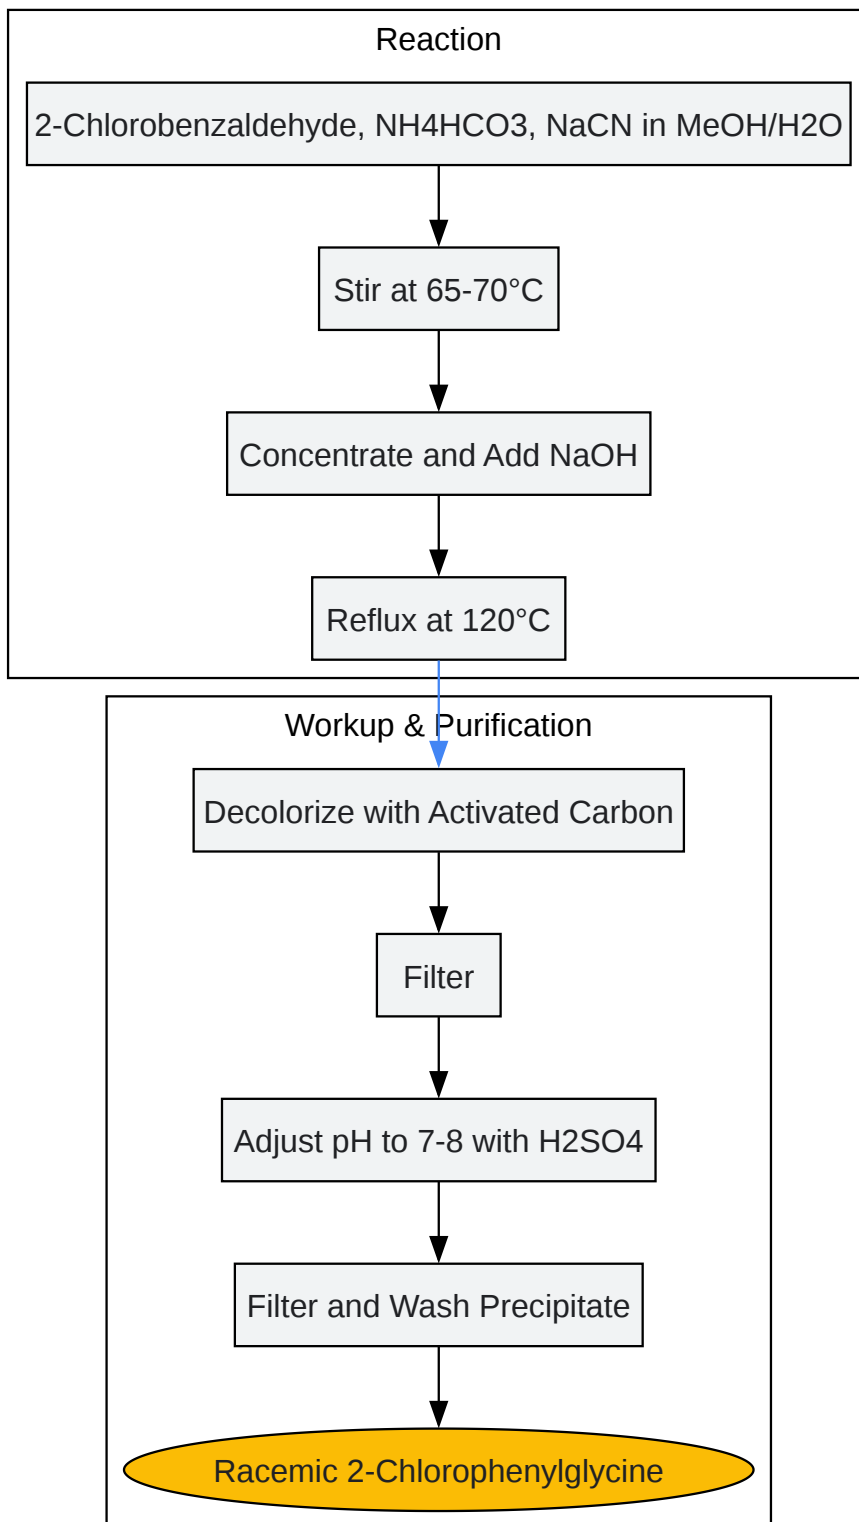 Reaction
2-Chlorobenzaldehyde, NH4HCO3, NaCN in MeOH/H2O
Stir at 65-70°C
Concentrate and Add NaOH
Reflux at 120°C
Workup & Purification
Decolorize with Activated Carbon
Filter
Adjust pH to 7-8 with H2SO4
Filter and Wash Precipitate
Racemic 2-Chlorophenylglycine